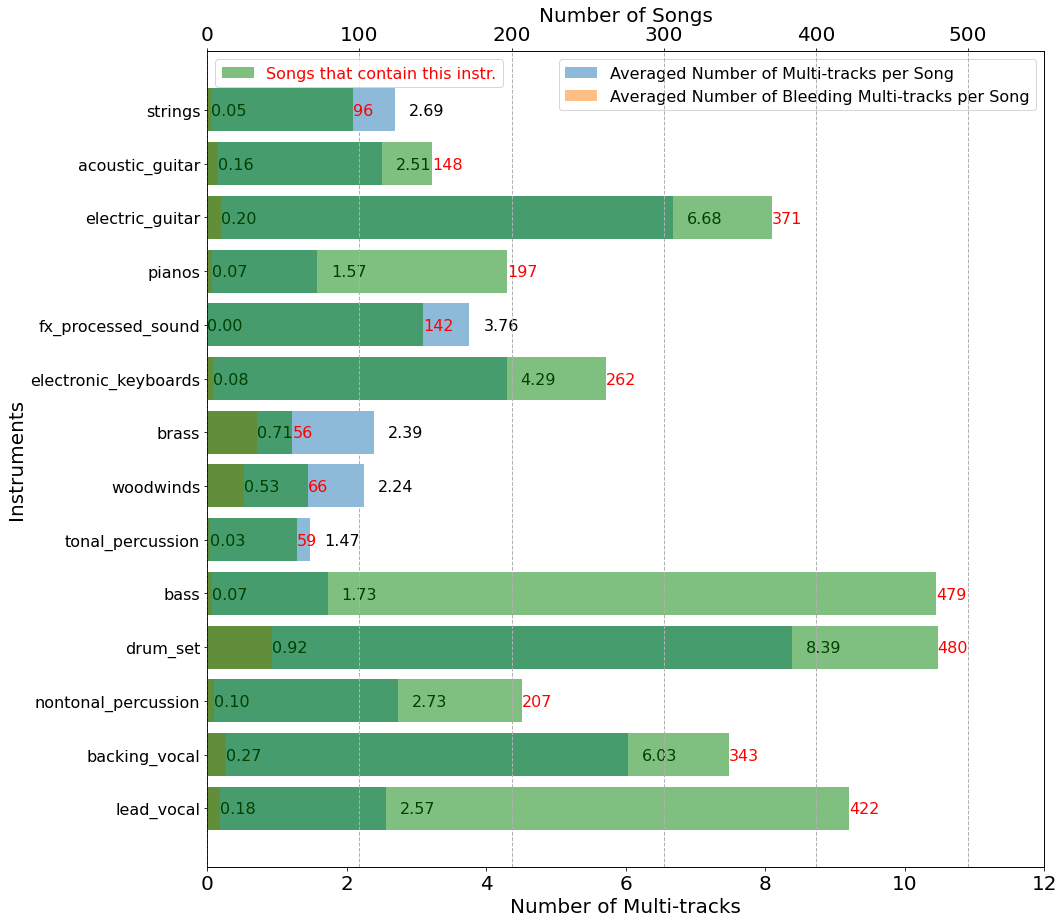 Number of Songs
0 100 200 300 400 500
Songs that contain this instr.
Averaged Number of Multi-tracks per Song
Averaged Number of Bleeding Multi-tracks per Song
Instruments
strings 0.05 96 2.69
acoustic_guitar 0.16 2.51 148
electric_guitar 0.20 6.68 371
pianos 0.07 1.57 197
fx_processed_sound 0.00 142 3.76
electronic_keyboards 0.08 4.29 262
brass 0.71 56 2.39
woodwinds 0.53 66 2.24
tonal_percussion 0.03 59 1.47
bass 0.07 1.73 479
drum_set 0.92 8.39 480
nontonal_percussion 0.10 2.73 207
backing_vocal 0.27 6.03 343
lead_vocal 0.18 2.57 422
0 2 4 6 8 10 12
Number of Multi-tracks